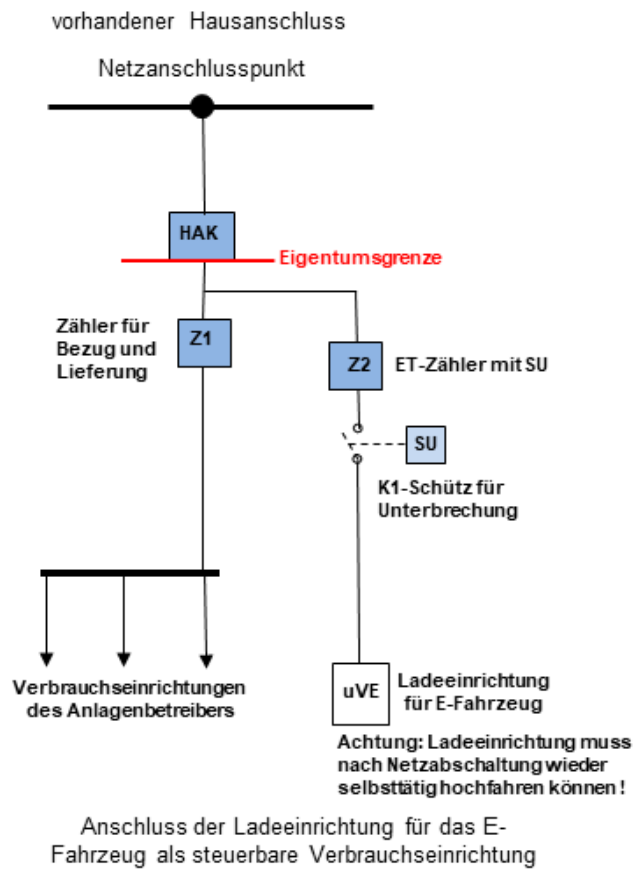 vorhandener Hausanschluss
Netzanschlusspunkt
HAK
Eigentumsgrenze
Zähler für
Bezug und
Lieferung
Z1
Z2
ET-Zähler mit SU
SU
K1-Schütz für
Unterbrechung
Verbrauchseinrichtungen
des Anlagenbetreibers
uVE
Ladeeinrichtung
für E-Fahrzeug
Achtung: Ladeeinrichtung muss
nach Netzabschaltung wieder
selbsttätig hochfahren können !
Anschluss der Ladeeinrichtung für das E-
Fahrzeug als steuerbare Verbrauchseinrichtung